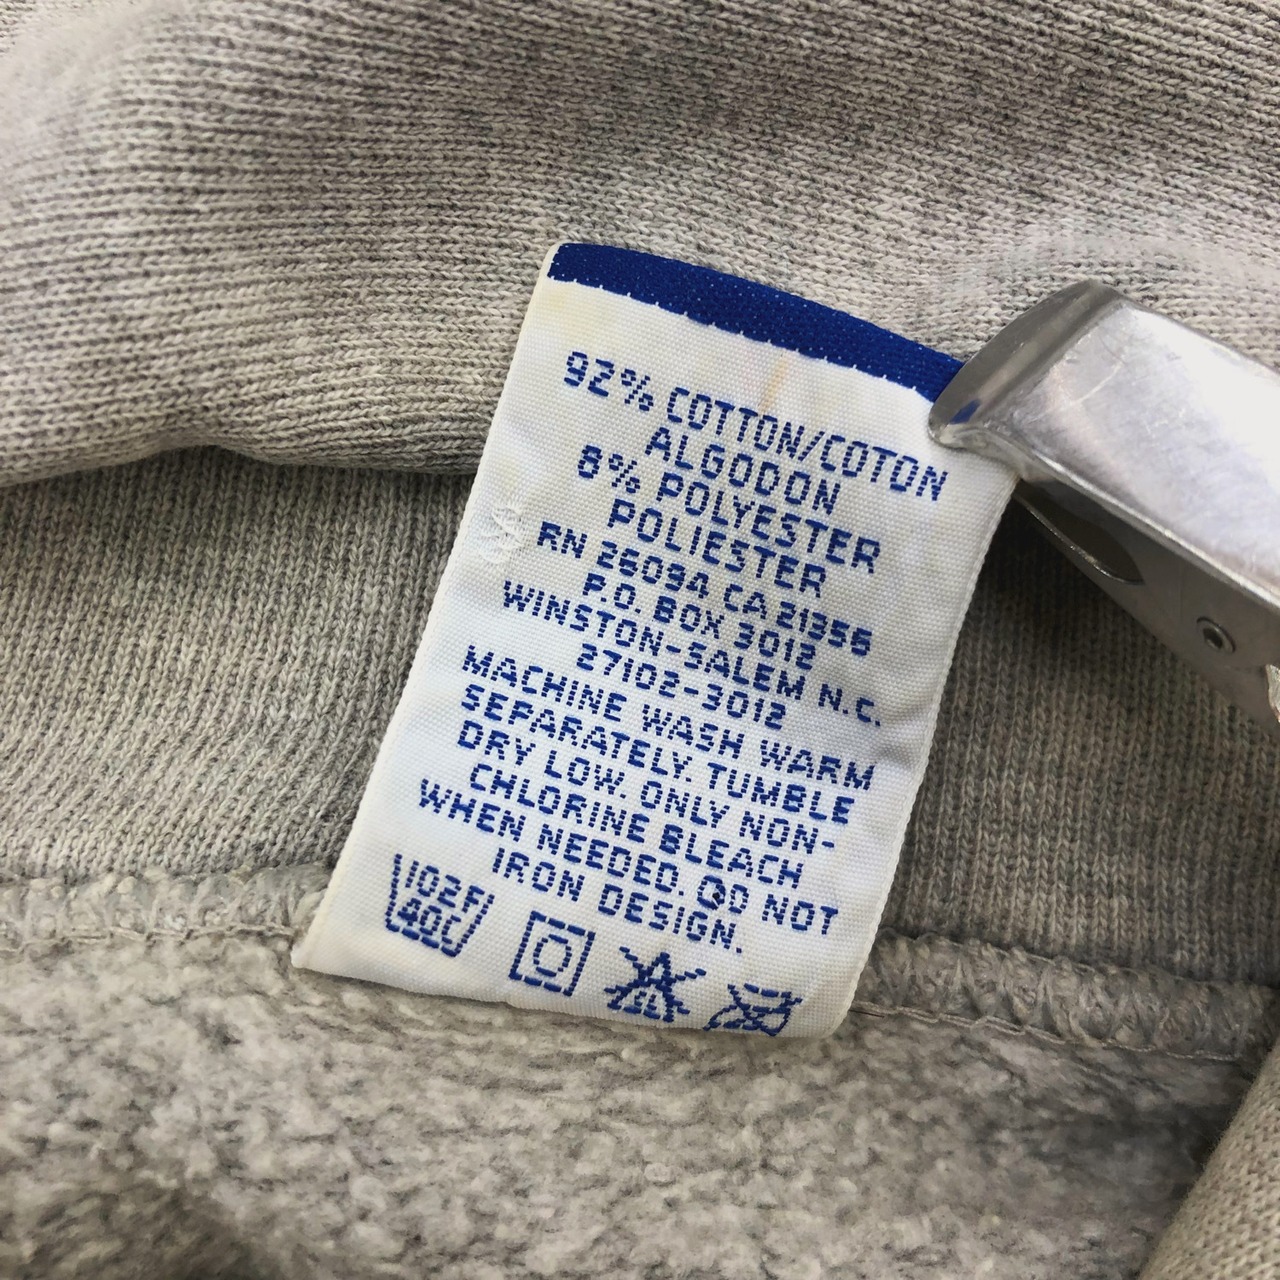 92% COTTON/COTON
ALGODON
8% POLYESTER
POLIESTER
RN 26094 CA 21356
P.O. BOX 3012
WINSTON-SALEM N.C.
27102-3012
MACHINE WASH WARM
SEPARATELY. TUMBLE
DRY LOW. ONLY NON-
CHLORINE BLEACH
WHEN NEEDED. DO NOT
IRON DESIGN.
102F
40C
CL